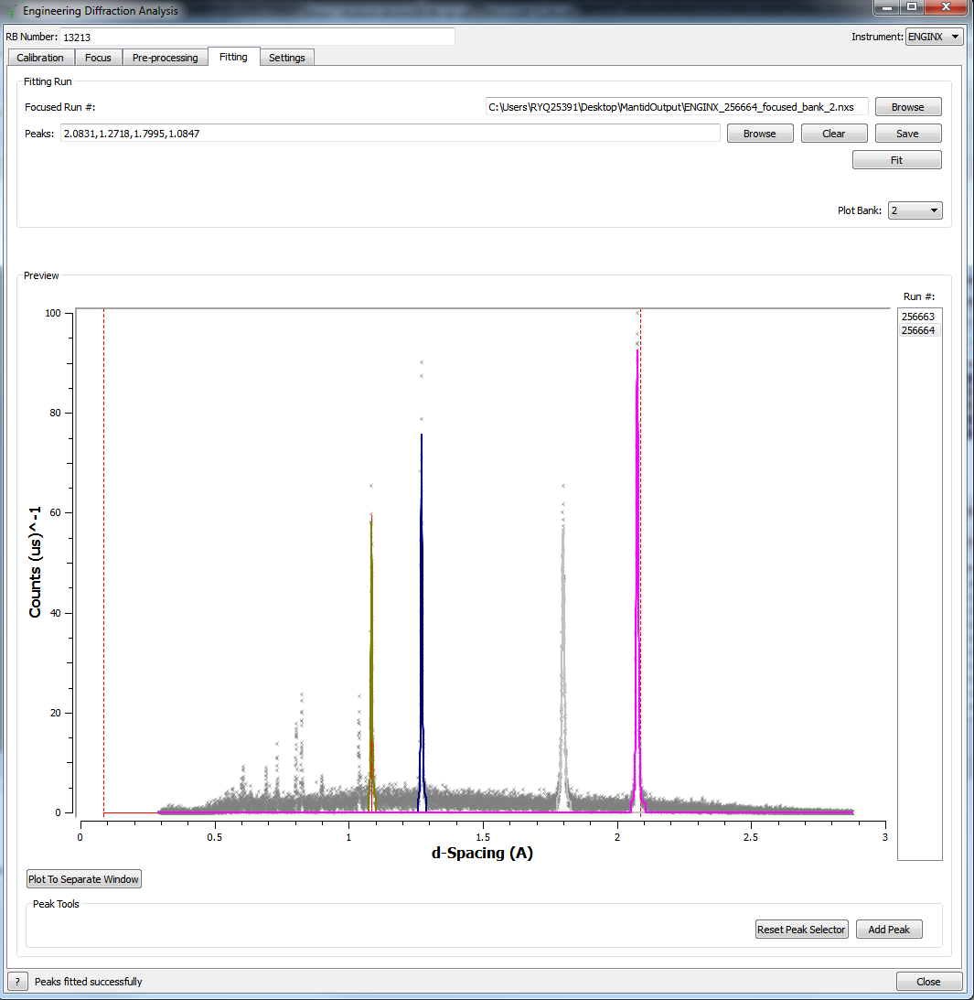 Engineering Diffraction Analysis
RB Number: 13213 Instrument: ENGINX
Calibration Focus Pre-processing Fitting Settings
Fitting Run
Focused Run #: C:\Users\RYQ25391\Desktop\MantidOutput\ENGINX_256664_focused_bank_2.nxs Browse
Peaks: 2.0831,1.2718,1.7995,1.0847 Browse Clear Save
Fit
Plot Bank: 2
Preview
Run #:
256663
256664
100
80
60
40
20
0
Counts (us)^-1
0 0.5 1 1.5 2 2.5 3
d-Spacing (A)
Plot To Separate Window
Peak Tools
Reset Peak Selector Add Peak
? Peaks fitted successfully Close